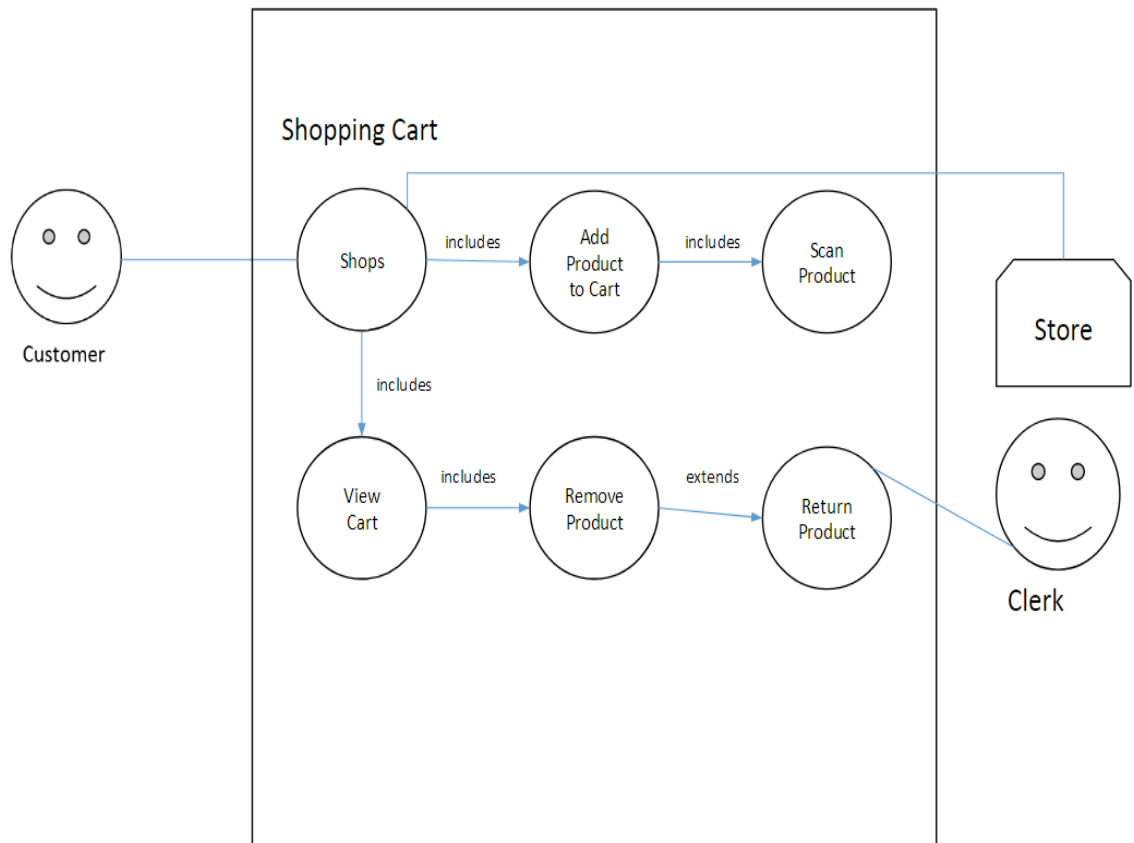 Shopping Cart
Shops
includes
Add
Product
to Cart
includes
Scan
Product
Customer
Store
includes
View
Cart
includes
Remove
Product
extends
Return
Product
Clerk